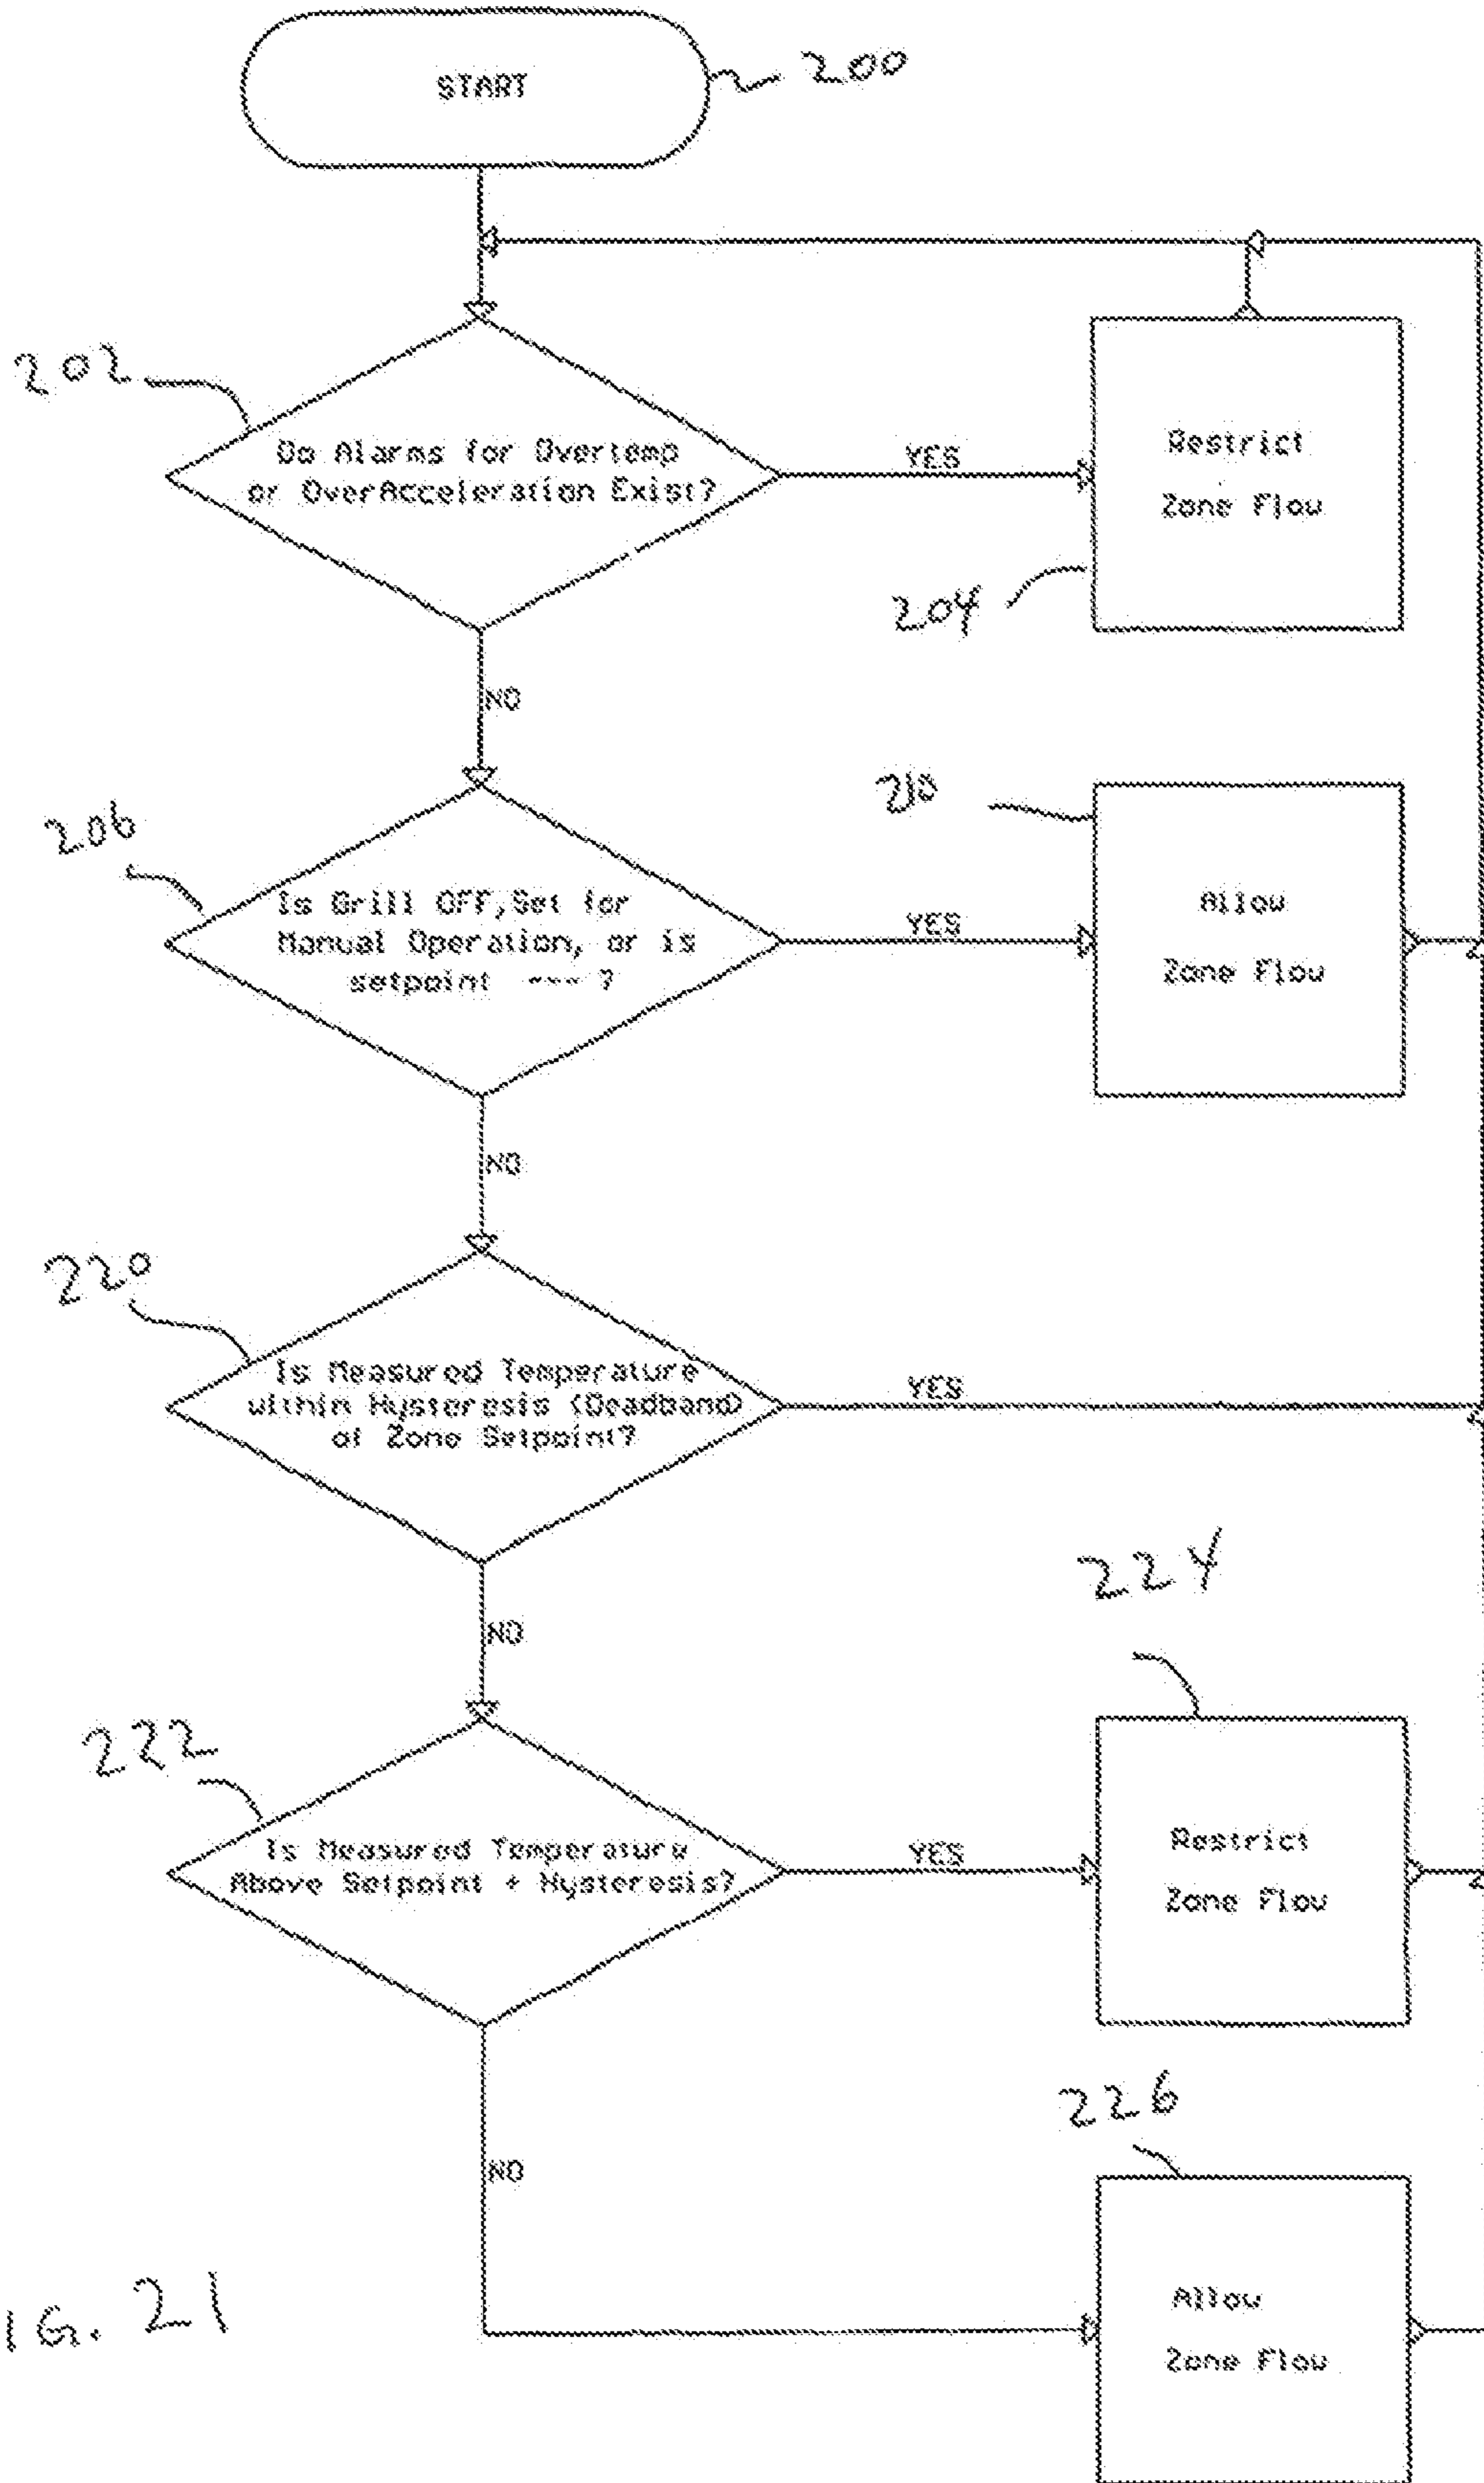 START
200
202
Do Alarms for Overtemp
or OverAcceleration Exist?
YES
Restrict
Zone Flow
204
NO
206
Is Grill OFF, Set for
Manual Operation, or is
setpoint --- ?
YES
210
Allow
Zone Flow
NO
220
Is Measured Temperature
within Hysteresis (Deadband)
of Zone Setpoint?
YES
NO
222
Is Measured Temperature
Above Setpoint + Hysteresis?
YES
224
Restrict
Zone Flow
NO
226
Allow
Zone Flow
IG. 21